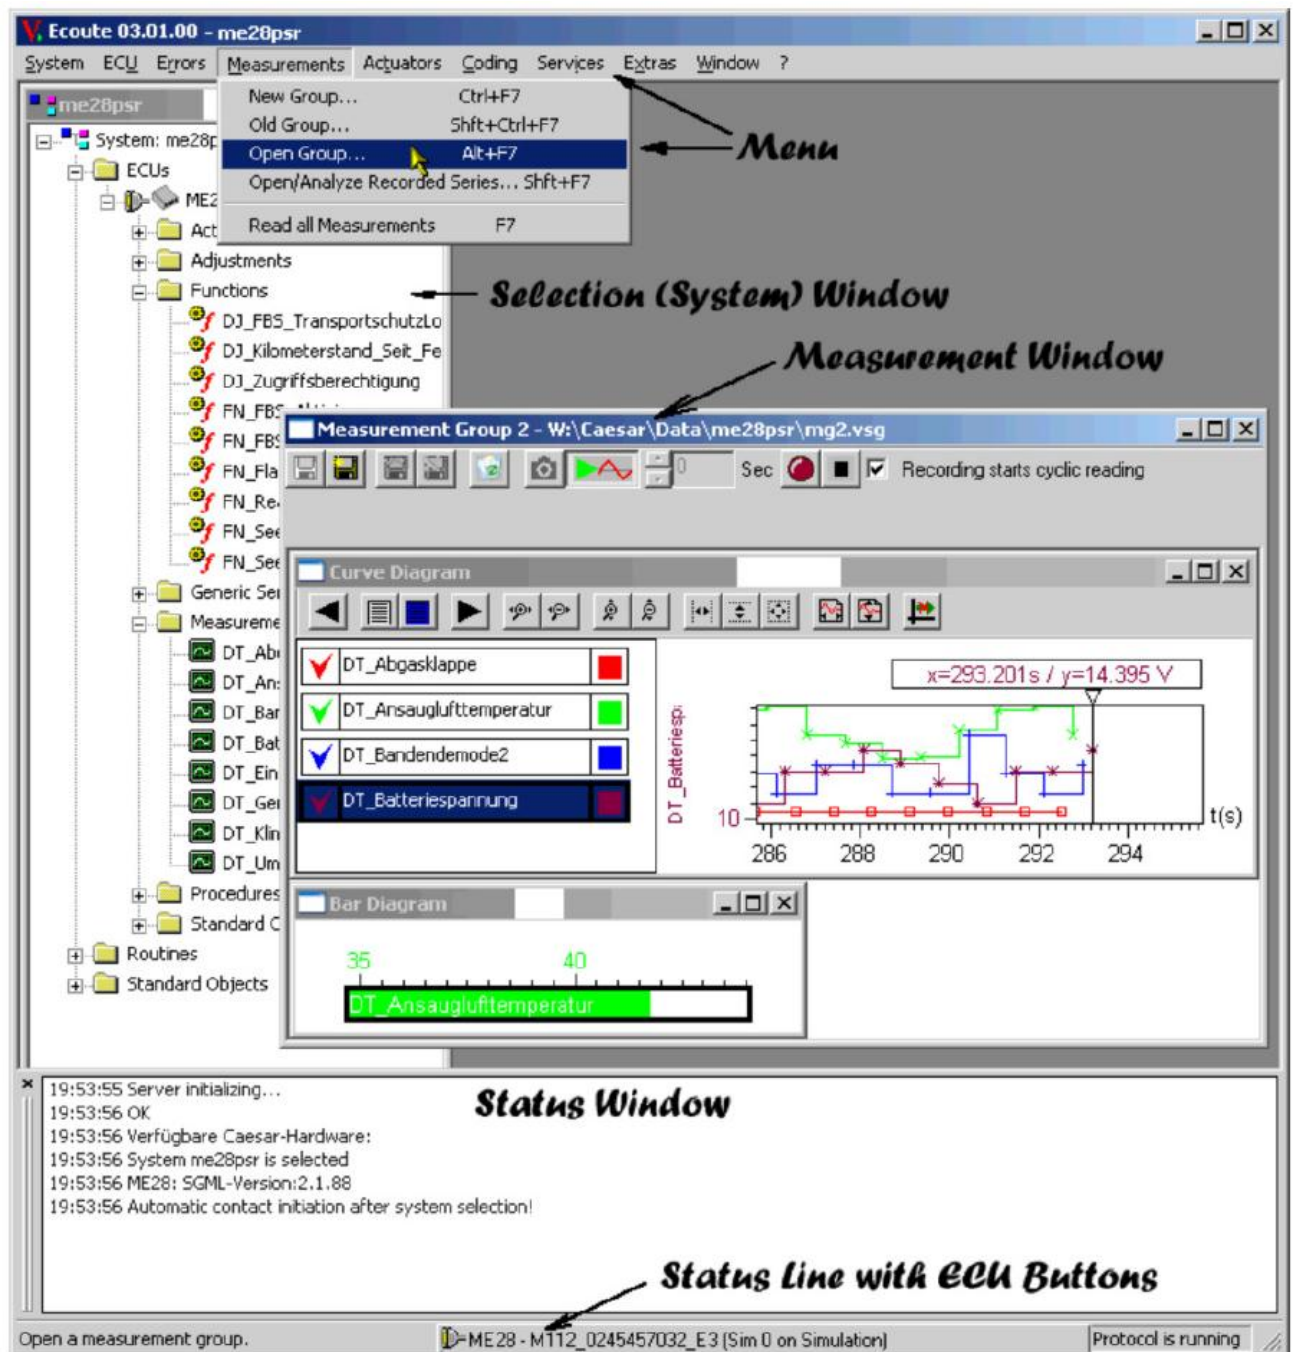 Ecoute 03.01.00 - me28psr
System ECU Errors Measurements Actuators Coding Services Extras Window ?
New Group... Ctrl+F7
Old Group... Shft+Ctrl+F7
Open Group... Alt+F7
Open/Analyze Recorded Series... Shft+F7
Read all Measurements F7
Menu
me28psr
System: me28p
ECUs
ME2
Act
Adjustments
Functions
Selection (System) Window
DJ_FBS_TransportschutzLo
DJ_Kilometerstand_Seit_Fe
DJ_Zugriffsberechtigung
Measurement Window
FN_FBS
FN_Fla
FN_Re
FN_See
FN_See
Generic Ser
Measureme
DT_Ab
DT_An
DT_Bar
DT_Bat
DT_Ein
DT_Ger
DT_Klin
DT_Um
Procedures
Standard C
Routines
Standard Objects
Measurement Group 2 - W:\Caesar\Data\me28psr\mg2.vsg
0 Sec Recording starts cyclic reading
Curve Diagram
DT_Abgasklappe
DT_Ansauglufttemperatur
DT_Bandendemode2
DT_Batteriespannung
x=293.201s / y=14.395 V
DT_Batteriesp
10
t(s)
286 288 290 292 294
Bar Diagram
35 40
DT_Ansauglufttemperatur
19:53:55 Server initializing...
19:53:56 OK
19:53:56 Verfügbare Caesar-Hardware:
19:53:56 System me28psr is selected
19:53:56 ME28: SGML-Version:2.1.88
19:53:56 Automatic contact initiation after system selection!
Status Window
Status Line with ECU Buttons
Open a measurement group. ME28 - M112_0245457032_E3 (Sim 0 on Simulation) Protocol is running